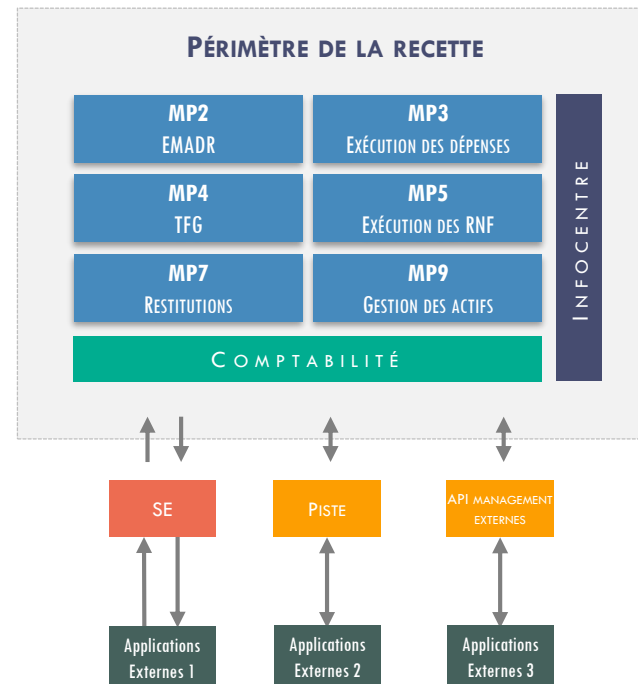 PÉRIMÈTRE DE LA RECETTE
MP2
EMADR
MP3
EXÉCUTION DES DÉPENSES
MP4
TFG
MP5
EXÉCUTION DES RNF
MP7
RESTITUTIONS
MP9
GESTION DES ACTIFS
COMPTABILITÉ
INFOCENTRE
SE
PISTE
API MANAGEMENT
EXTERNES
Applications
Externes 1
Applications
Externes 2
Applications
Externes 3